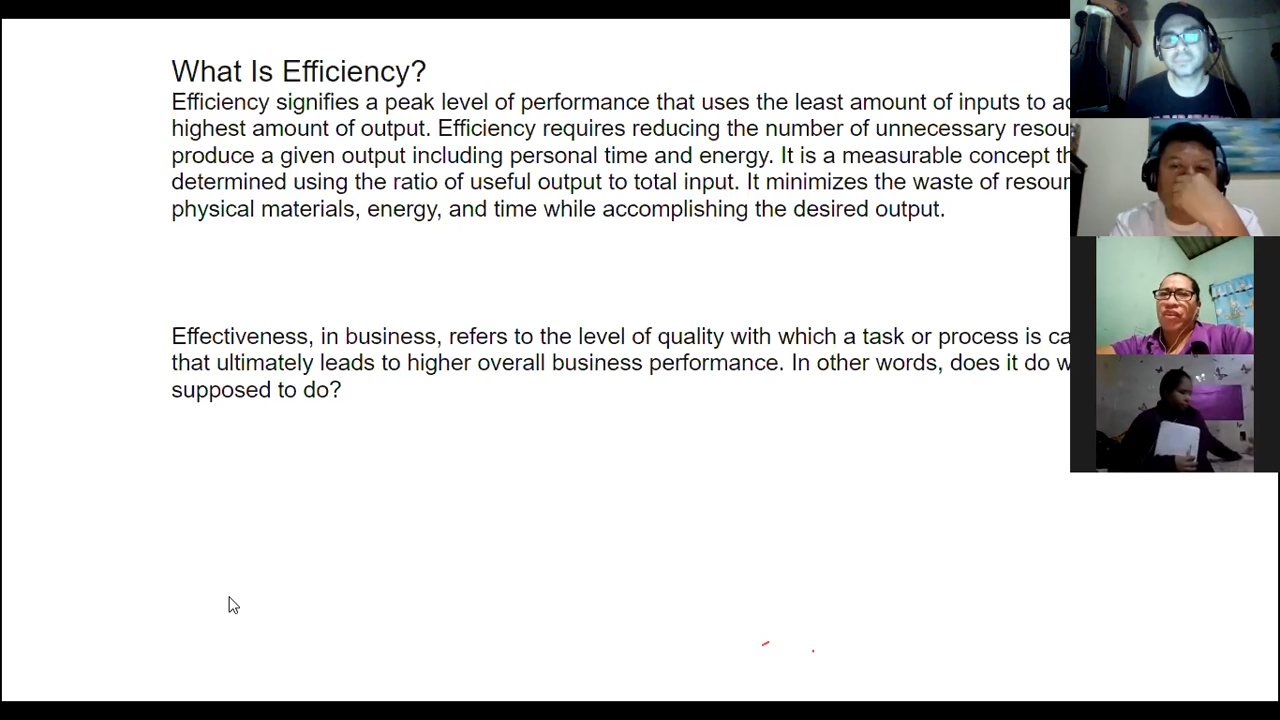 What Is Efficiency?
Efficiency signifies a peak level of performance that uses the least amount of inputs to
highest amount of output. Efficiency requires reducing the number of unnecessary
produce a given output including personal time and energy. It is a measurable concept
determined using the ratio of useful output to total input. It minimizes the waste of
physical materials, energy, and time while accomplishing the desired output.
Effectiveness, in business, refers to the level of quality with which a task or process is
that ultimately leads to higher overall business performance. In other words, does it do
supposed to do?